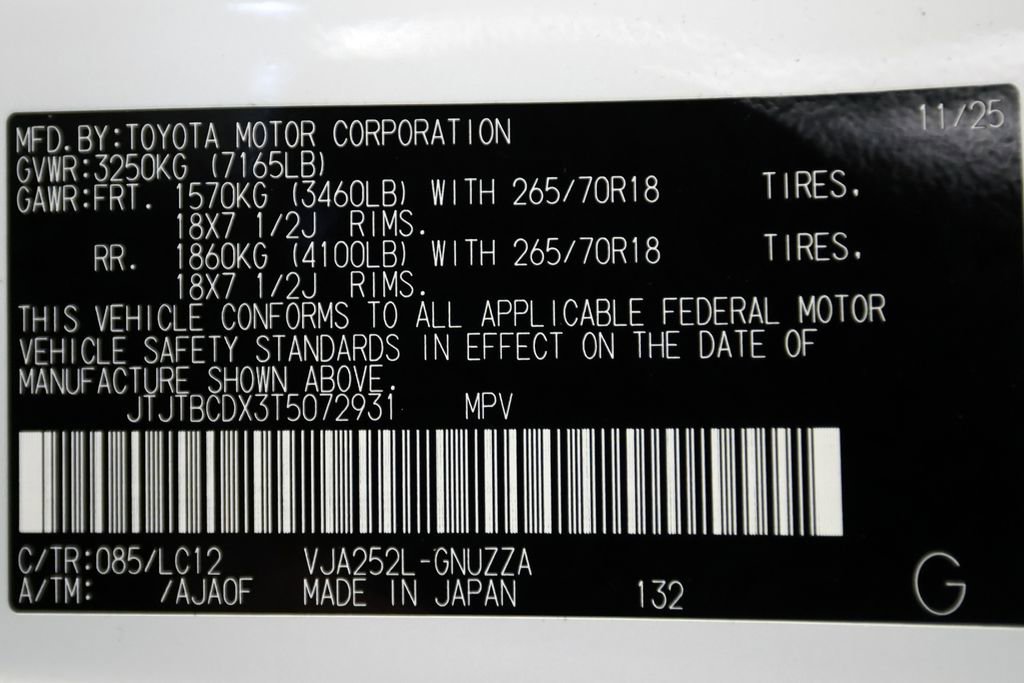 11/25
MFD.BY:TOYOTA MOTOR CORPORATION
GVWR:3250KG (7165LB)
GAWR:FRT. 1570KG (3460LB) WITH 265/70R18 TIRES.
18X7 1/2J RIMS.
RR. 1860KG (4100LB) WITH 265/70R18 TIRES.
18X7 1/2J RIMS.
THIS VEHICLE CONFORMS TO ALL APPLICABLE FEDERAL MOTOR
VEHICLE SAFETY STANDARDS IN EFFECT ON THE DATE OF
MANUFACTURE SHOWN ABOVE.
JTJTBCDX3T5072931 MPV
C/TR:085/LC12 VJA252L-GNUZZA
A/TM: /AJA0F MADE IN JAPAN 132
G